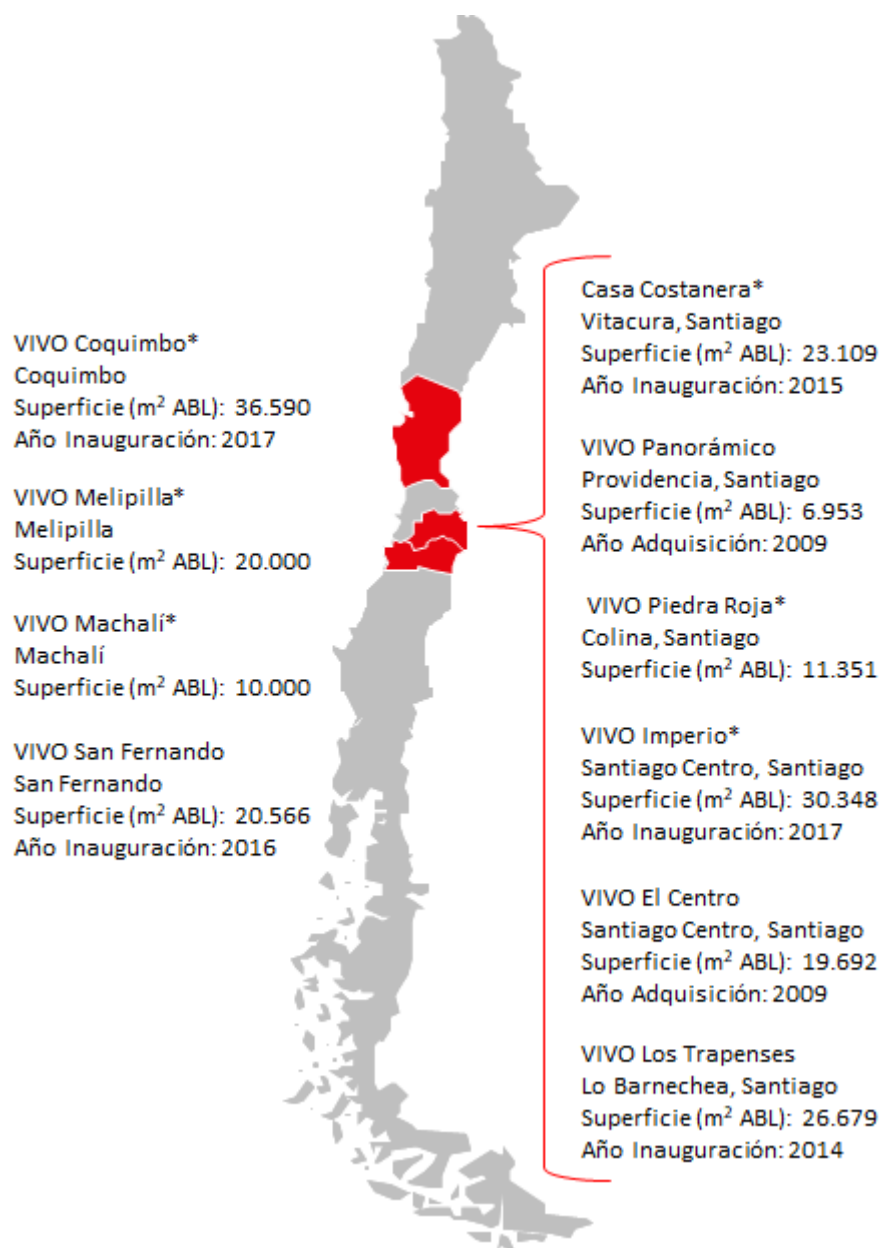 VIVO Coquimbo*
Coquimbo
Superficie (m² ABL): 36.590
Año Inauguración: 2017
VIVO Melipilla*
Melipilla
Superficie (m² ABL): 20.000
VIVO Machalí*
Machalí
Superficie (m² ABL): 10.000
VIVO San Fernando
San Fernando
Superficie (m² ABL): 20.566
Año Inauguración: 2016
Casa Costanera*
Vitacura, Santiago
Superficie (m² ABL): 23.109
Año Inauguración: 2015
VIVO Panorámico
Providencia, Santiago
Superficie (m² ABL): 6.953
Año Adquisición: 2009
VIVO Piedra Roja*
Colina, Santiago
Superficie (m² ABL): 11.351
VIVO Imperio*
Santiago Centro, Santiago
Superficie (m² ABL): 30.348
Año Inauguración: 2017
VIVO El Centro
Santiago Centro, Santiago
Superficie (m² ABL): 19.692
Año Adquisición: 2009
VIVO Los Trapenses
Lo Barnechea, Santiago
Superficie (m² ABL): 26.679
Año Inauguración: 2014